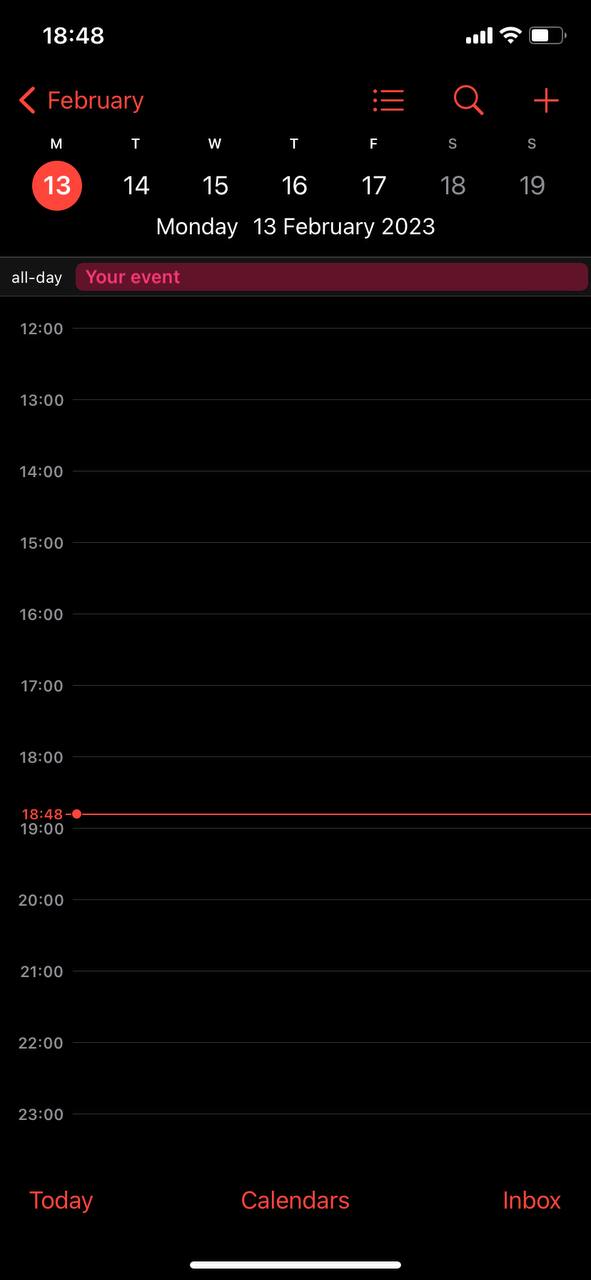 18:48
February
M T W T F S S
13 14 15 16 17 18 19
Monday 13 February 2023
all-day Your event
12:00
13:00
14:00
15:00
16:00
17:00
18:00
18:48
19:00
20:00
21:00
22:00
23:00
Today Calendars Inbox